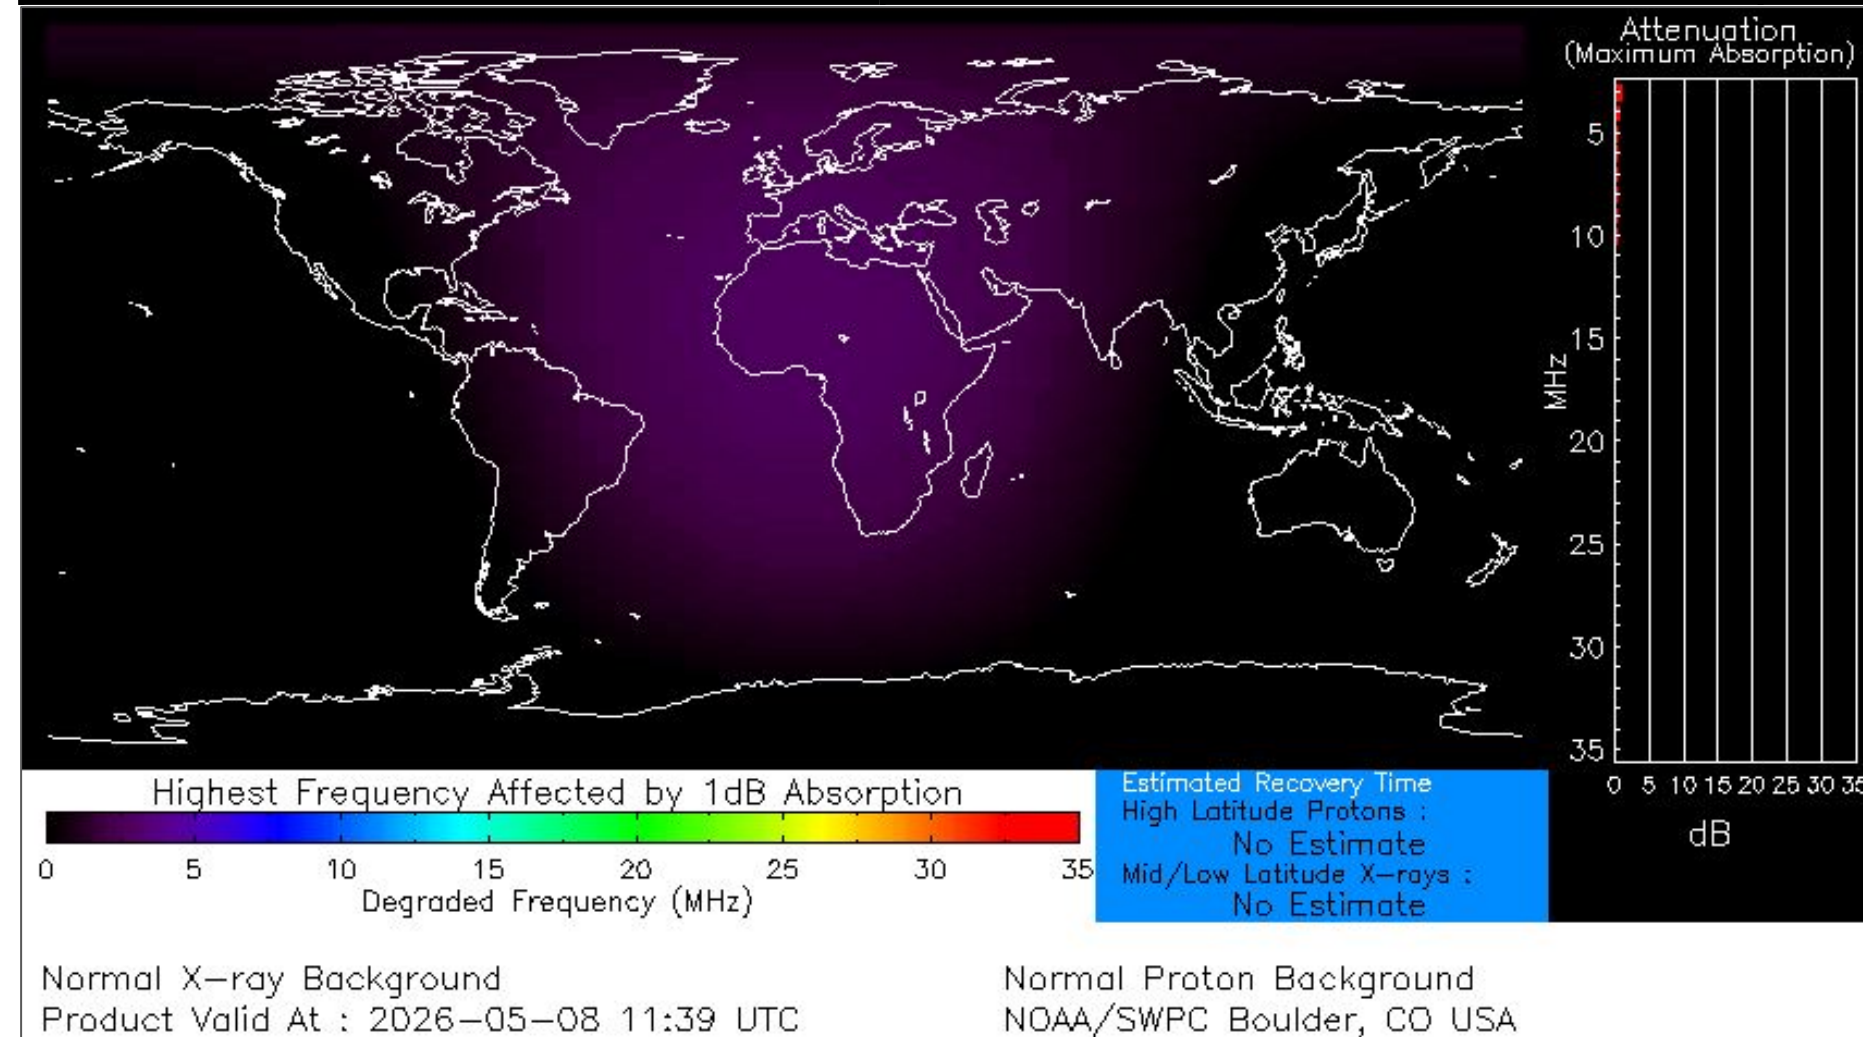 Attenuation
(Maximum Absorption)
5
10
15
20
25
30
35
MHz
0 5 10 15 20 25 30 35
dB
Highest Frequency Affected by 1dB Absorption
0 5 10 15 20 25 30 35
Degraded Frequency (MHz)
Estimated Recovery Time
High Latitude Protons :
No Estimate
Mid/Low Latitude X-rays :
No Estimate
Normal X-ray Background
Normal Proton Background
Product Valid At : 2026-05-08 11:39 UTC
NOAA/SWPC Boulder, CO USA